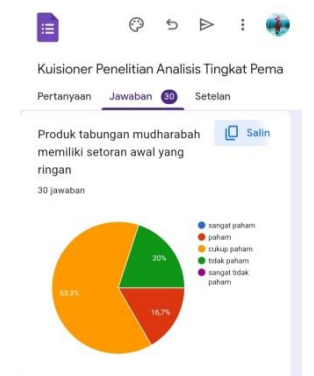 Kuisioner Penelitian Analisis Tingkat Pema
Pertanyaan Jawaban 30 Setelan
Produk tabungan mudharabah
memiliki setoran awal yang
ringan
Salin
30 jawaban
sangat paham
paham
cukup paham
tidak paham
sangat tidak
paham
20%
63,3%
16,7%